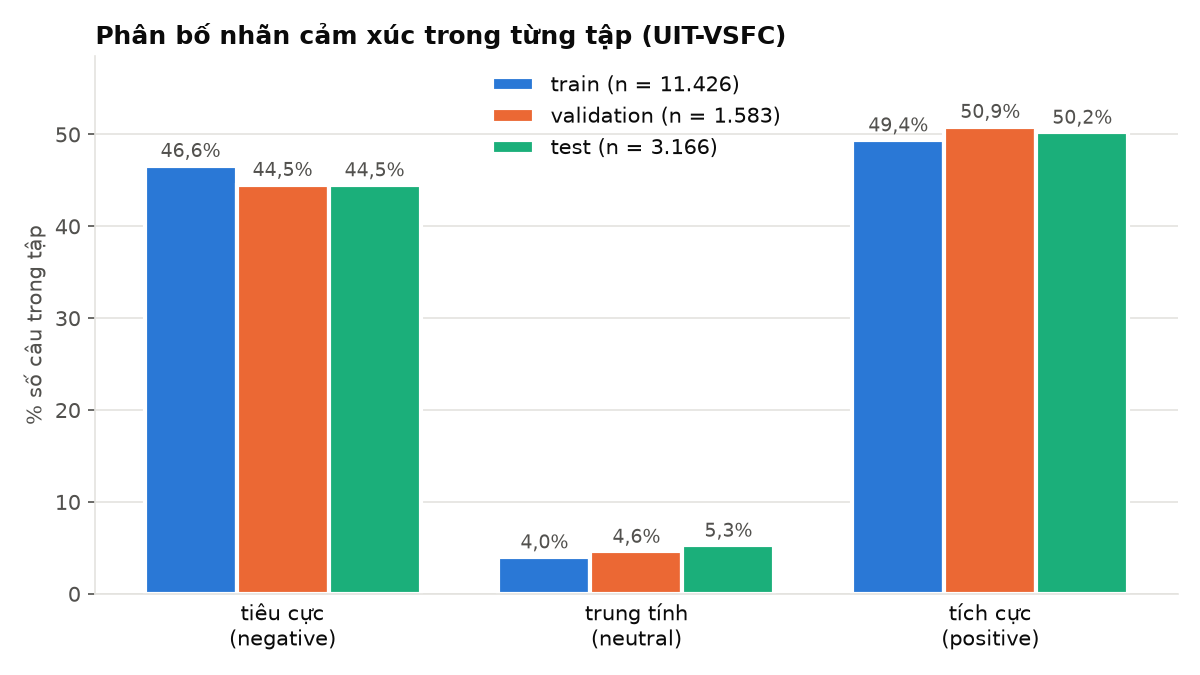 Phân bố nhãn cảm xúc trong từng tập (UIT-VSFC)
train (n = 11.426)
validation (n = 1.583)
test (n = 3.166)
% số câu trong tập
50
40
30
20
10
0
46,6%
44,5%
44,5%
4,0%
4,6%
5,3%
49,4%
50,9%
50,2%
tiêu cực
(negative)
trung tính
(neutral)
tích cực
(positive)